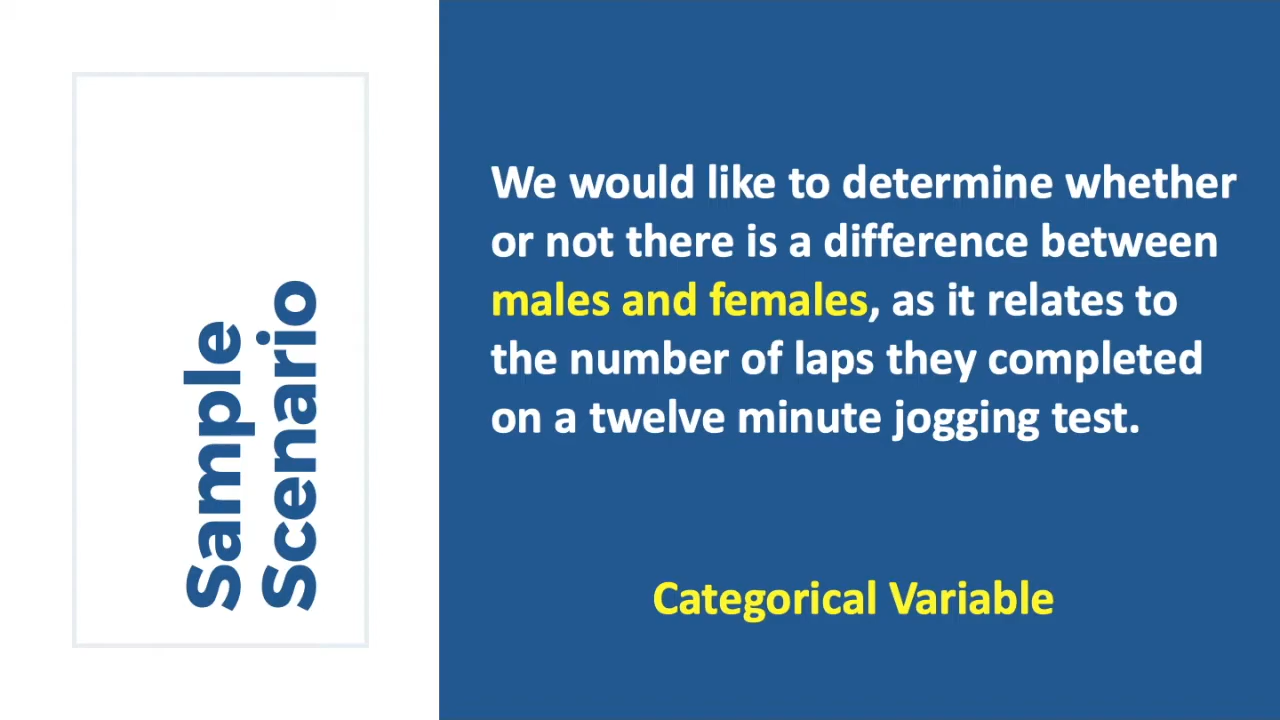 Sample
Scenario
We would like to determine whether
or not there is a difference between
males and females, as it relates to
the number of laps they completed
on a twelve minute jogging test.
Categorical Variable